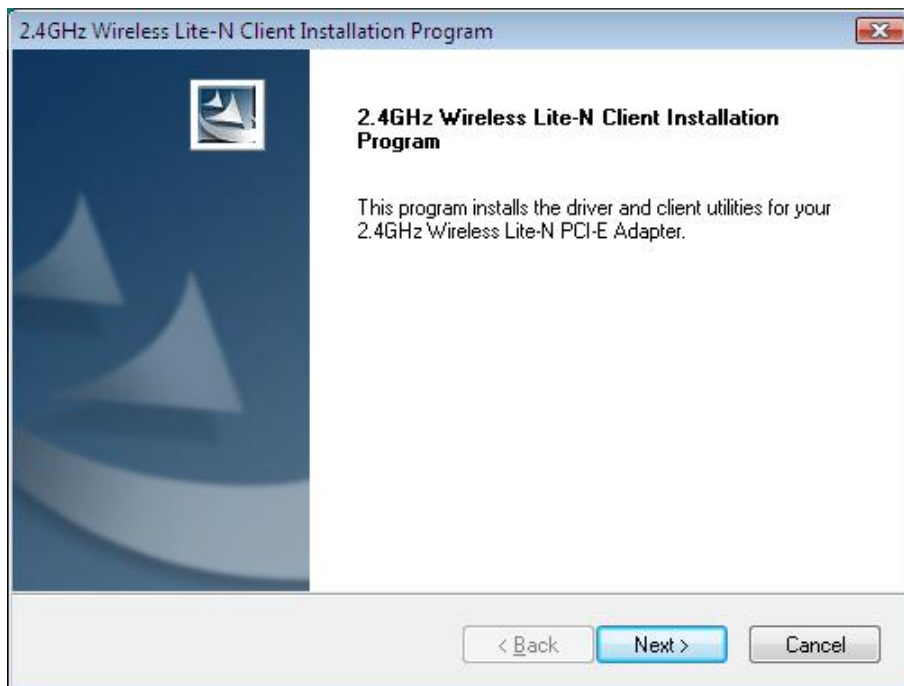 2.4GHz Wireless Lite-N Client Installation Program
2.4GHz Wireless Lite-N Client Installation
Program
This program installs the driver and client utilities for your
2.4GHz Wireless Lite-N PCI-E Adapter.
< Back
Next >
Cancel